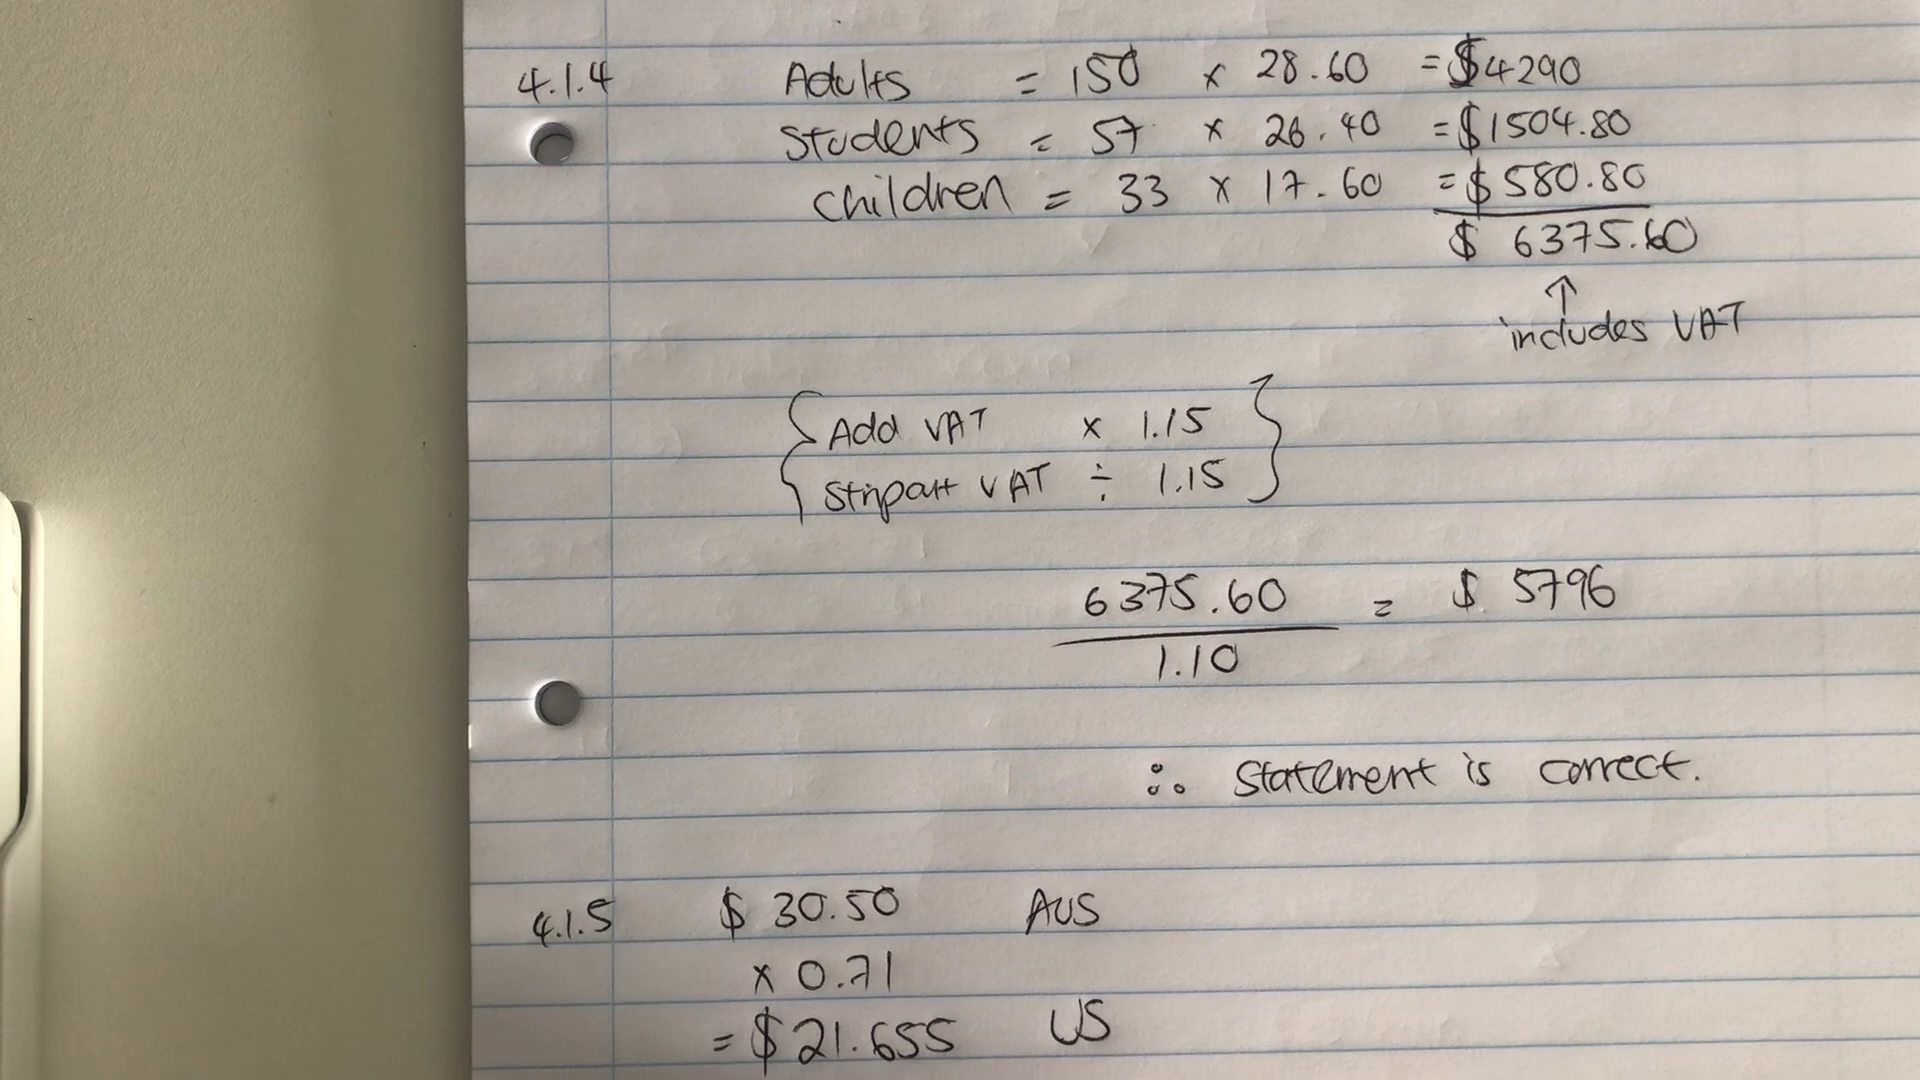 4.1.4 Adults = 150 x 28.60 = $4290
Students = 57 x 26.40 = $1504.80
children = 33 x 17.60 = $580.80
$ 6375.60
↑
includes VAT
{Add VAT x 1.15}
{Stripout VAT ÷ 1.15}
6375.60 = $ 5796
1.10
∴ Statement is correct.
4.1.5 $ 30.50 AUS
x 0.71
= $21.655 US